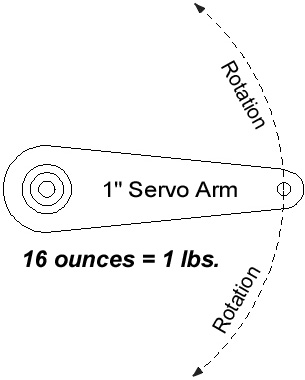 Rotation
1" Servo Arm
16 ounces = 1 lbs.
Rotation